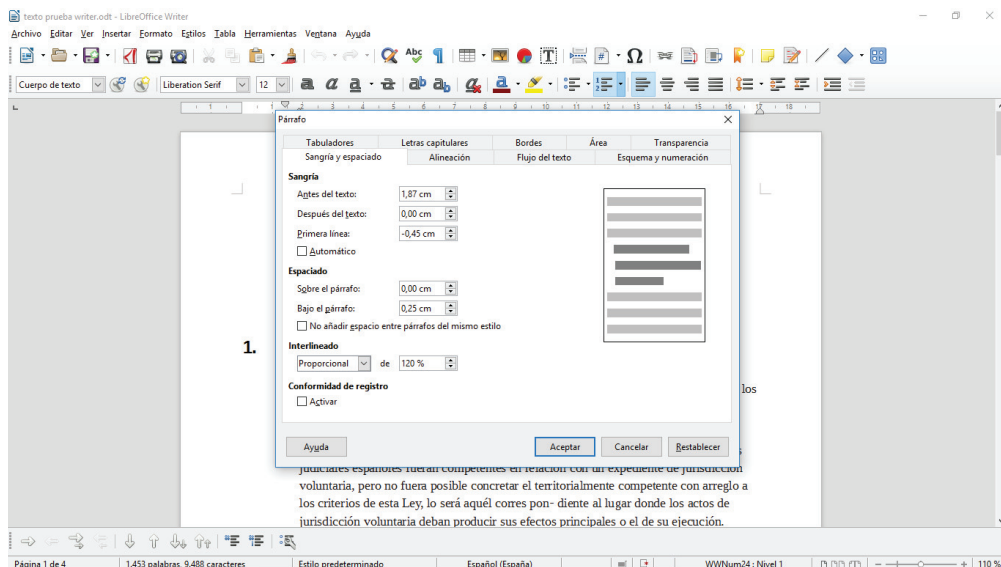 texto prueba writer.odt - LibreOffice Writer
Archivo Editar Ver Insertar Formato Estilos Tabla Herramientas Ventana Ayuda
Abc
Cuerpo de texto Liberation Serif 12
Párrafo
Tabuladores Letras capitulares Bordes Área Transparencia
Sangría y espaciado Alineación Flujo del texto Esquema y numeración
Sangría
Antes del texto: 1,87 cm
Después del texto: 0,00 cm
Primera línea: -0,45 cm
Automático
Espaciado
Sobre el párrafo: 0,00 cm
Bajo el párrafo: 0,25 cm
No añadir espacio entre párrafos del mismo estilo
1.
Interlineado
Proporcional de 120 %
Conformidad de registro
Activar
los
Ayuda Aceptar Cancelar Restablecer
judiciales españoles fueran competentes en relación con un expediente de jurisdicción
voluntaria, pero no fuera posible concretar el territorialmente competente con arreglo a
los criterios de esta Ley, lo será aquél corres pon- diente al lugar donde los actos de
jurisdicción voluntaria deban producir sus efectos principales o el de su ejecución.
Página 1 de 4 1.453 palabras, 9.488 caracteres Estilo predeterminado Español (España) WWNum24 : Nivel 1 110 %